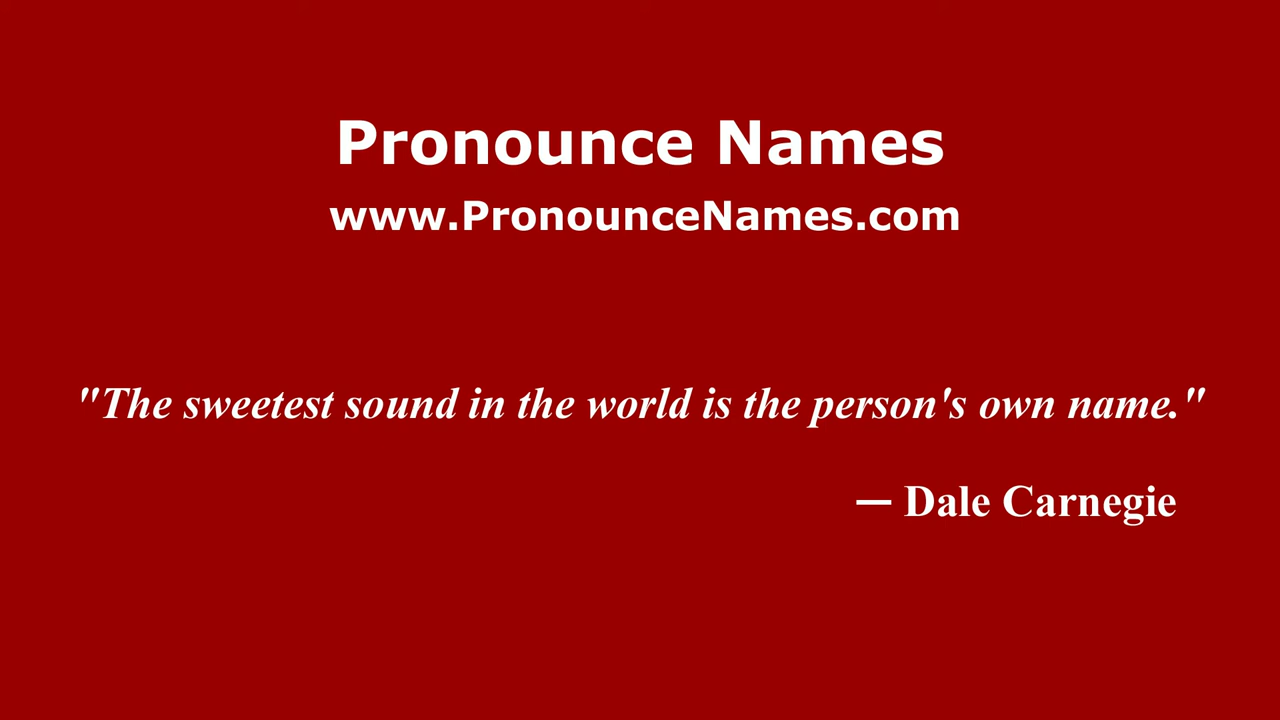 Pronounce Names
www.PronounceNames.com
"The sweetest sound in the world is the person's own name."
— Dale Carnegie